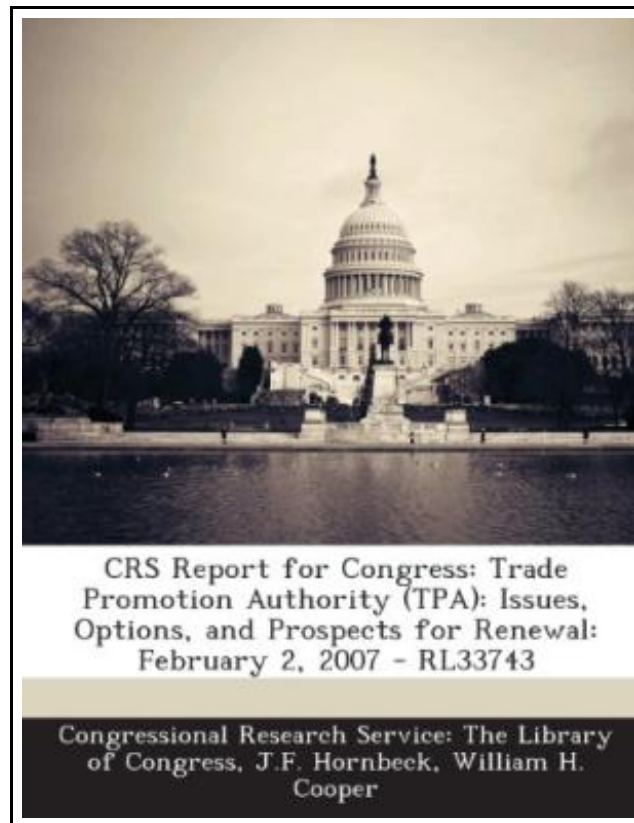 CRS Report for Congress: Trade
Promotion Authority (TPA): Issues,
Options, and Prospects for Renewal:
February 2, 2007 - RL33743
Congressional Research Service: The Library
of Congress, J.F. Hornbeck, William H.
Cooper